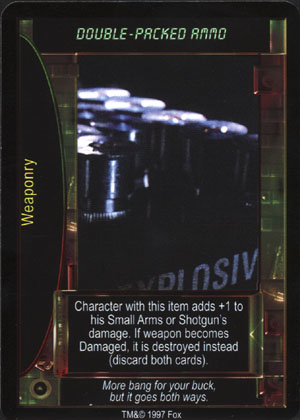 DOUBLE-PACKED AMMO
Weaponry
EXPLOSIV
Character with this item adds +1 to
his Small Arms or Shotgun's
damage. If weapon becomes
Damaged, it is destroyed instead
(discard both cards).
More bang for your buck,
but it goes both ways.
TM&© 1997 Fox